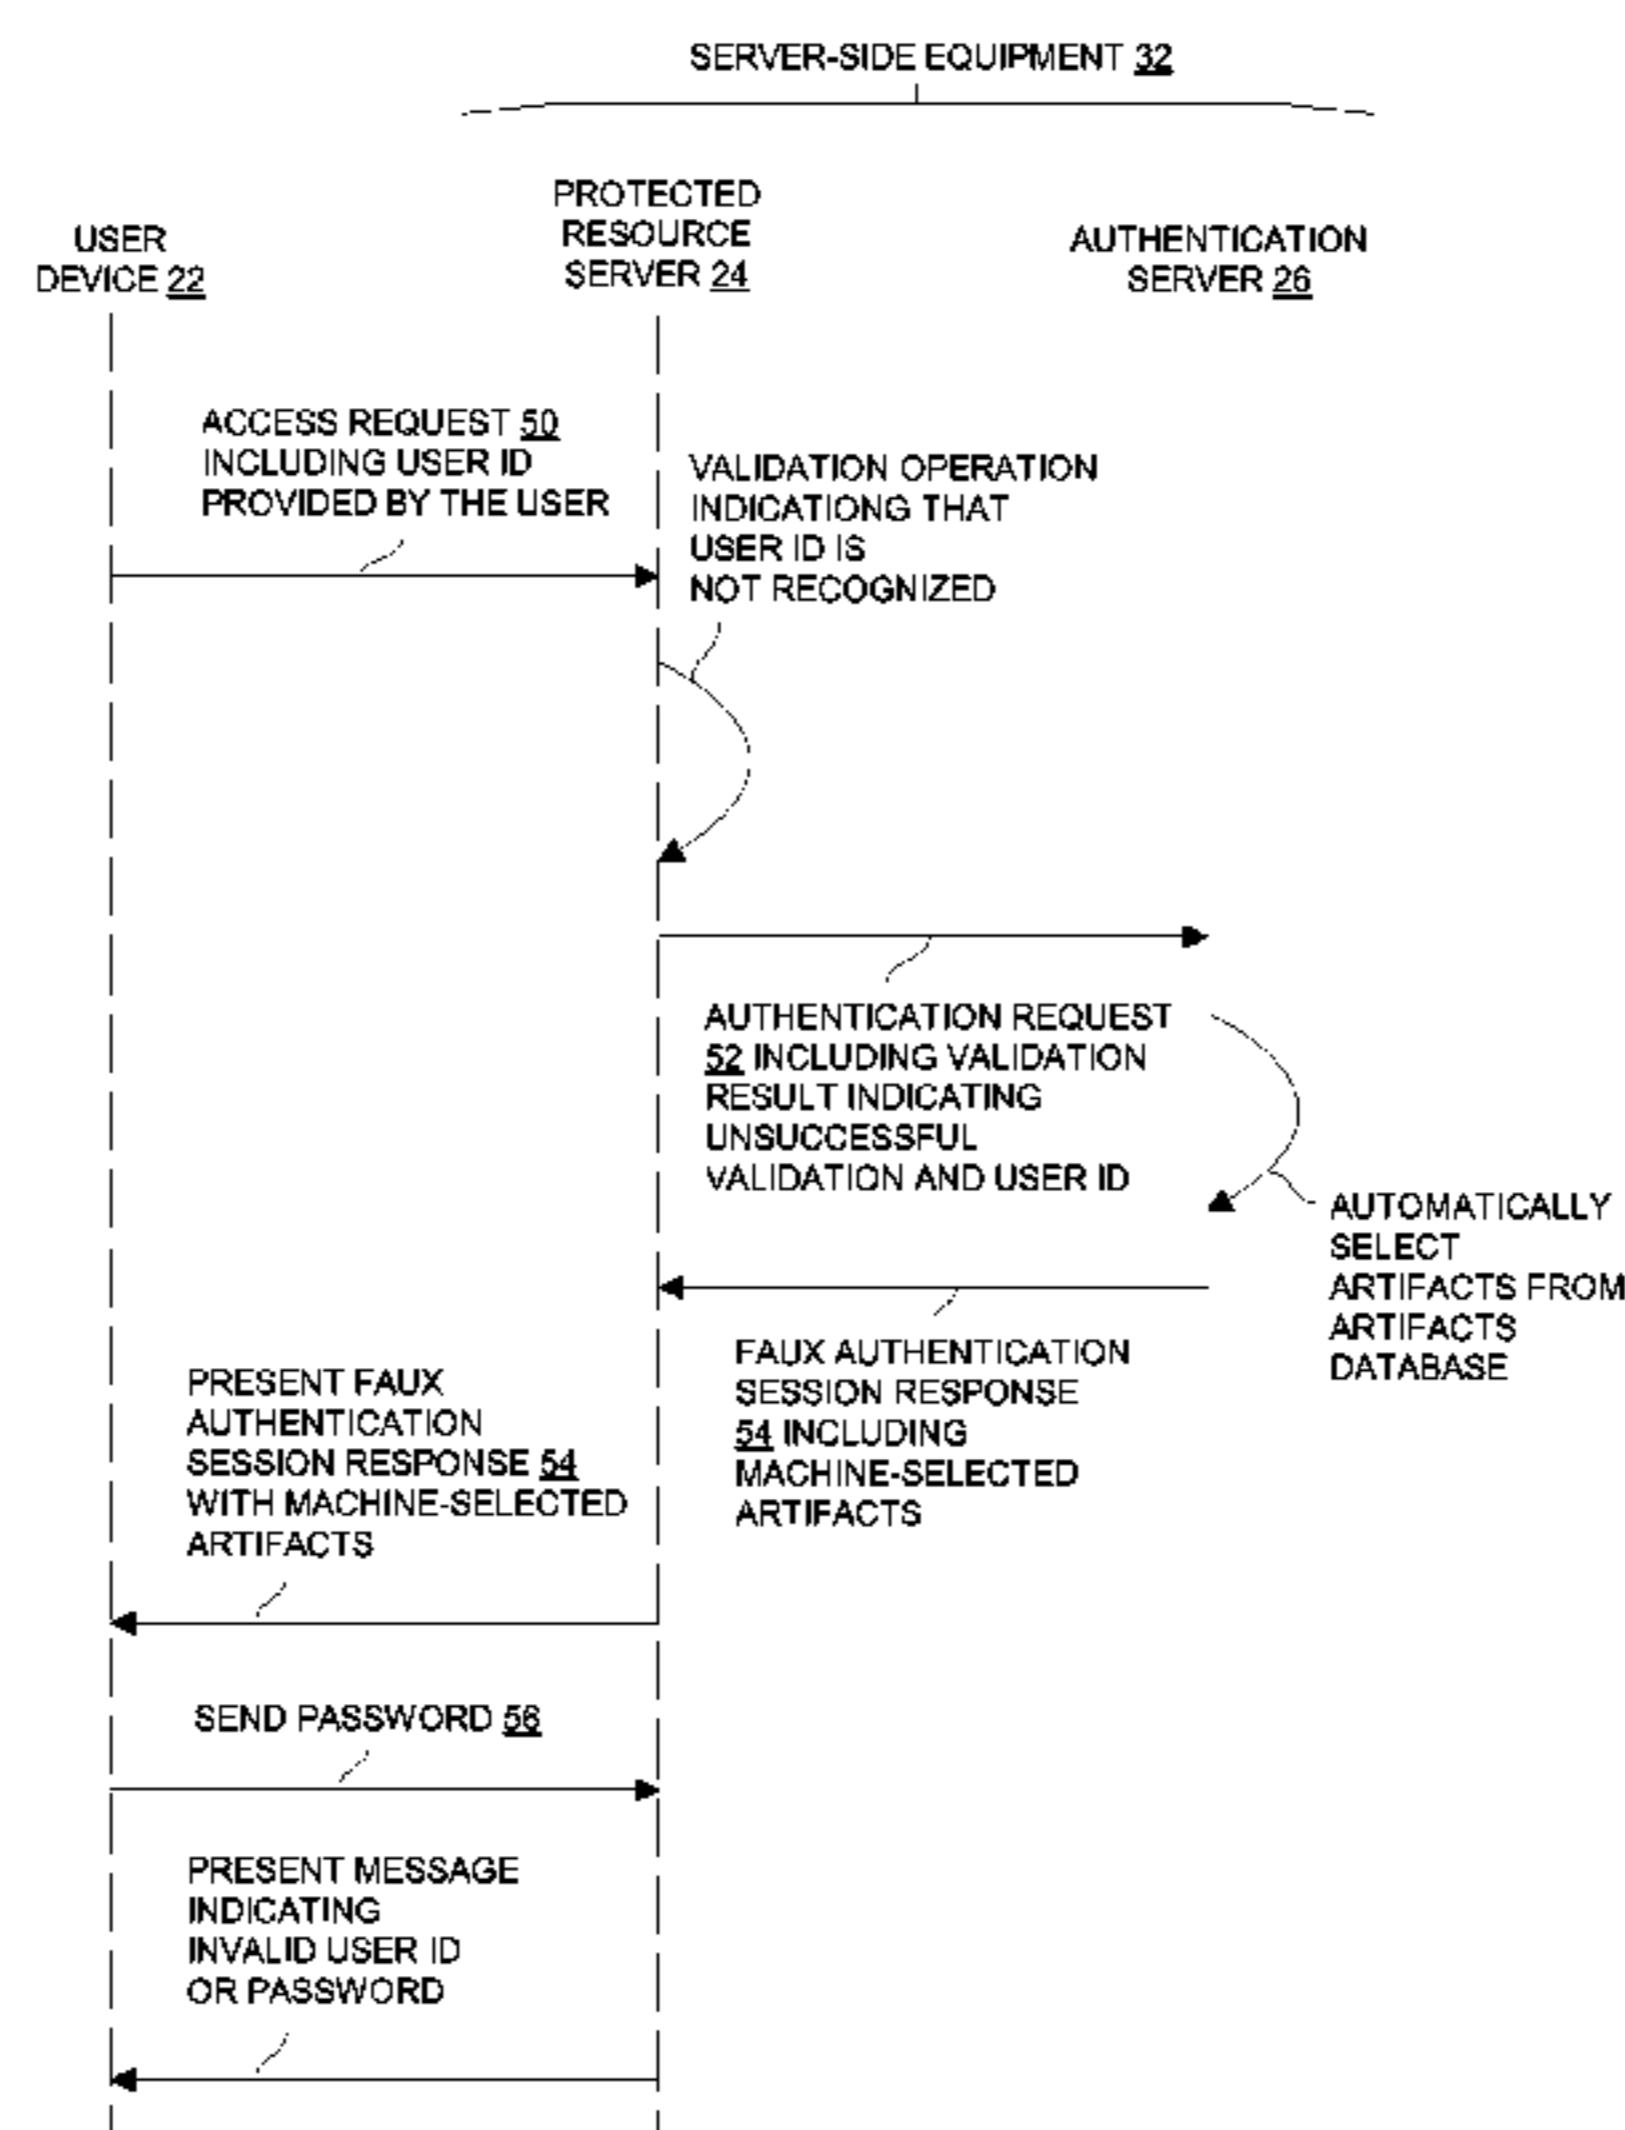 SERVER-SIDE EQUIPMENT 32
USER
DEVICE 22
PROTECTED
RESOURCE
SERVER 24
AUTHENTICATION
SERVER 26
ACCESS REQUEST 50
INCLUDING USER ID
PROVIDED BY THE USER
VALIDATION OPERATION
INDICATIONG THAT
USER ID IS
NOT RECOGNIZED
AUTHENTICATION REQUEST
52 INCLUDING VALIDATION
RESULT INDICATING
UNSUCCESSFUL
VALIDATION AND USER ID
AUTOMATICALLY
SELECT
ARTIFACTS FROM
ARTIFACTS
DATABASE
FAUX AUTHENTICATION
SESSION RESPONSE
54 INCLUDING
MACHINE-SELECTED
ARTIFACTS
PRESENT FAUX
AUTHENTICATION
SESSION RESPONSE 54
WITH MACHINE-SELECTED
ARTIFACTS
SEND PASSWORD 56
PRESENT MESSAGE
INDICATING
INVALID USER ID
OR PASSWORD